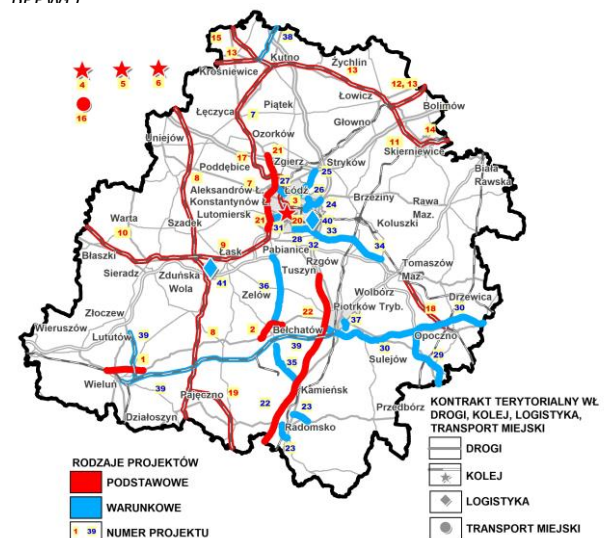 15
38
13
Kutno
Krośniewice
Żychlin
13
4
5
6
12, 13
Łowicz
Bolimów
16
Łęczyca
7
Piątek
Głowno
14
Ozorków
11
Skierniewice
Uniejów
17
21
Zgierz
Stryków
Poddębice
25
Biała
Rawska
8
7
27
Aleksandrów Ł.
Łódź
26
Konstantynów Ł.
3
24
Brzeziny
Rawa
Maz.
Warta
Lutomiersk
21
20
40
Koluszki
10
Szadek
31
33
28
32
34
Błaszki
9
Łask
Pabianice
Rzgów
Sieradz
Zduńska
Wola
Tuszyn
Tomaszów
Maz.
41
36
Wolbórz
Drzewica
Złoczew
Zelów
18
30
Wieruszów
22
Piotrków Tryb.
Lututów
39
8
2
Bełchatów
37
Opoczno
1
39
30
Sulejów
29
Wieluń
35
39
Pajęczno
19
Kamieńsk
Działoszyn
22
23
Przedbórz
Radomsko
23
KONTRAKT TERYTORIALNY WŁ
DROGI, KOLEJ, LOGISTYKA,
TRANSPORT MIEJSKI
DROGI
KOLEJ
LOGISTYKA
TRANSPORT MIEJSKI
RODZAJE PROJEKTÓW
PODSTAWOWE
WARUNKOWE
1 39 NUMER PROJEKTU